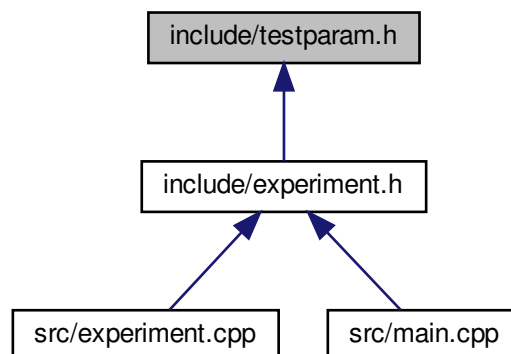 include/testparam.h
include/experiment.h
src/experiment.cpp
src/main.cpp